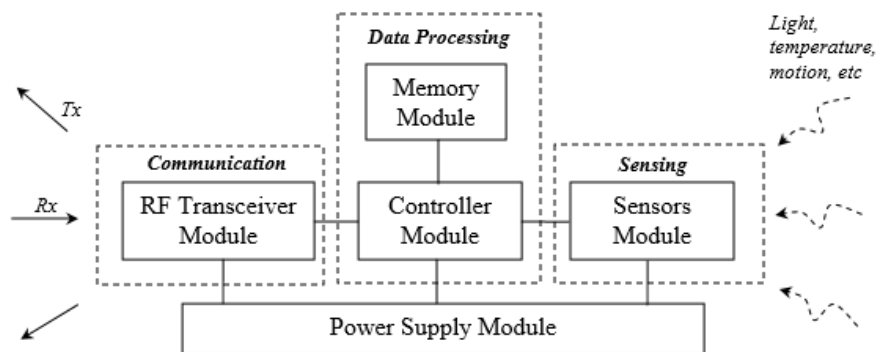 Data Processing
Light,
temperature,
motion, etc
Memory
Module
Tx
Communication
Sensing
Rx
RF Transceiver
Module
Controller
Module
Sensors
Module
Power Supply Module